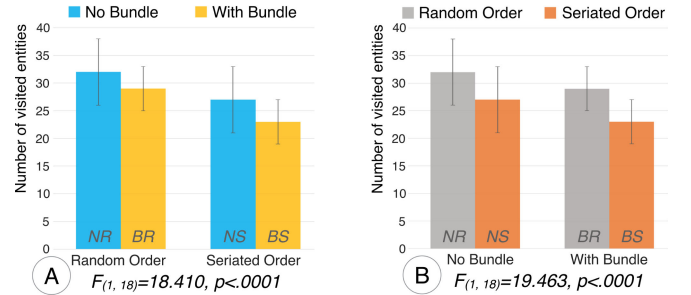 No Bundle With Bundle
Number of visited entities
40
35
30
25
20
15
10
5
0
NR BR NS BS
Random Order Seriated Order
A
F(1, 18)=18.410, p<.0001
Random Order Seriated Order
Number of visited entities
40
35
30
25
20
15
10
5
0
NR NS BR BS
No Bundle With Bundle
B
F(1, 18)=19.463, p<.0001